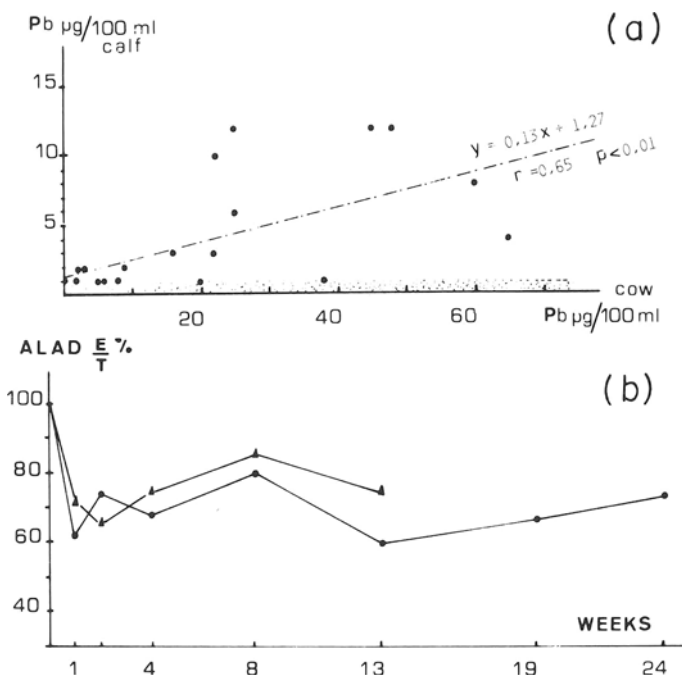 Pb µg/100 ml
calf
(a)
15
10
5
y = 0.13x + 1.27
r =0.65 p<0.01
20
40
60
cow
Pb µg/100 ml
ALAD E/T %
(b)
100
80
60
40
WEEKS
1
4
8
13
19
24